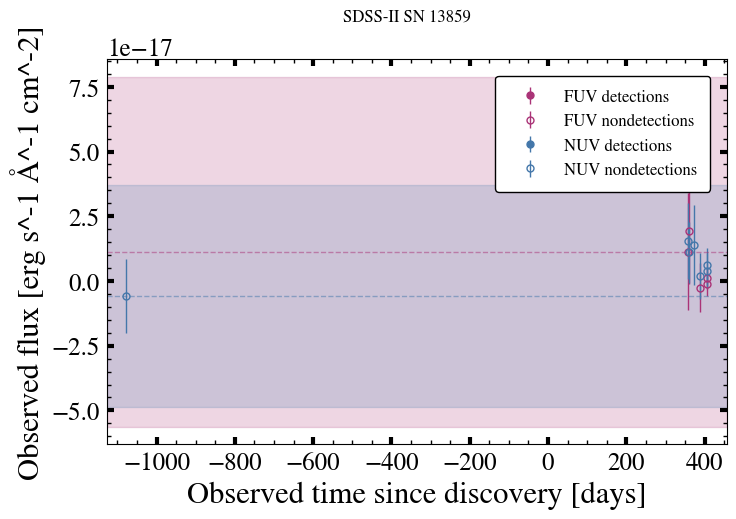 SDSS-II SN 13859
1e−17
Observed flux [erg s^-1 Å^-1 cm^-2]
7.5
5.0
2.5
0.0
−2.5
−5.0
FUV detections
FUV nondetections
NUV detections
NUV nondetections
−1000 −800 −600 −400 −200 0 200 400
Observed time since discovery [days]